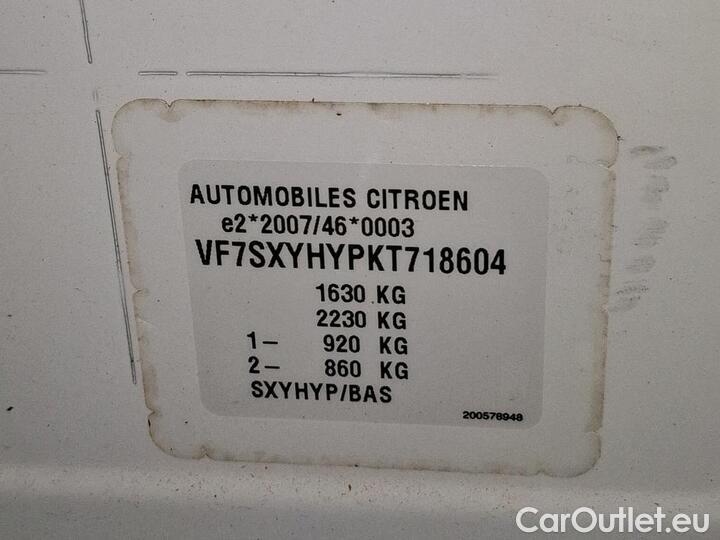 AUTOMOBILES CITROEN
e2*2007/46*0003
VF7SXYHYPKT718604
1630 KG
2230 KG
1– 920 KG
2– 860 KG
SXYHYP/BAS
200578948
CarOutlet.eu